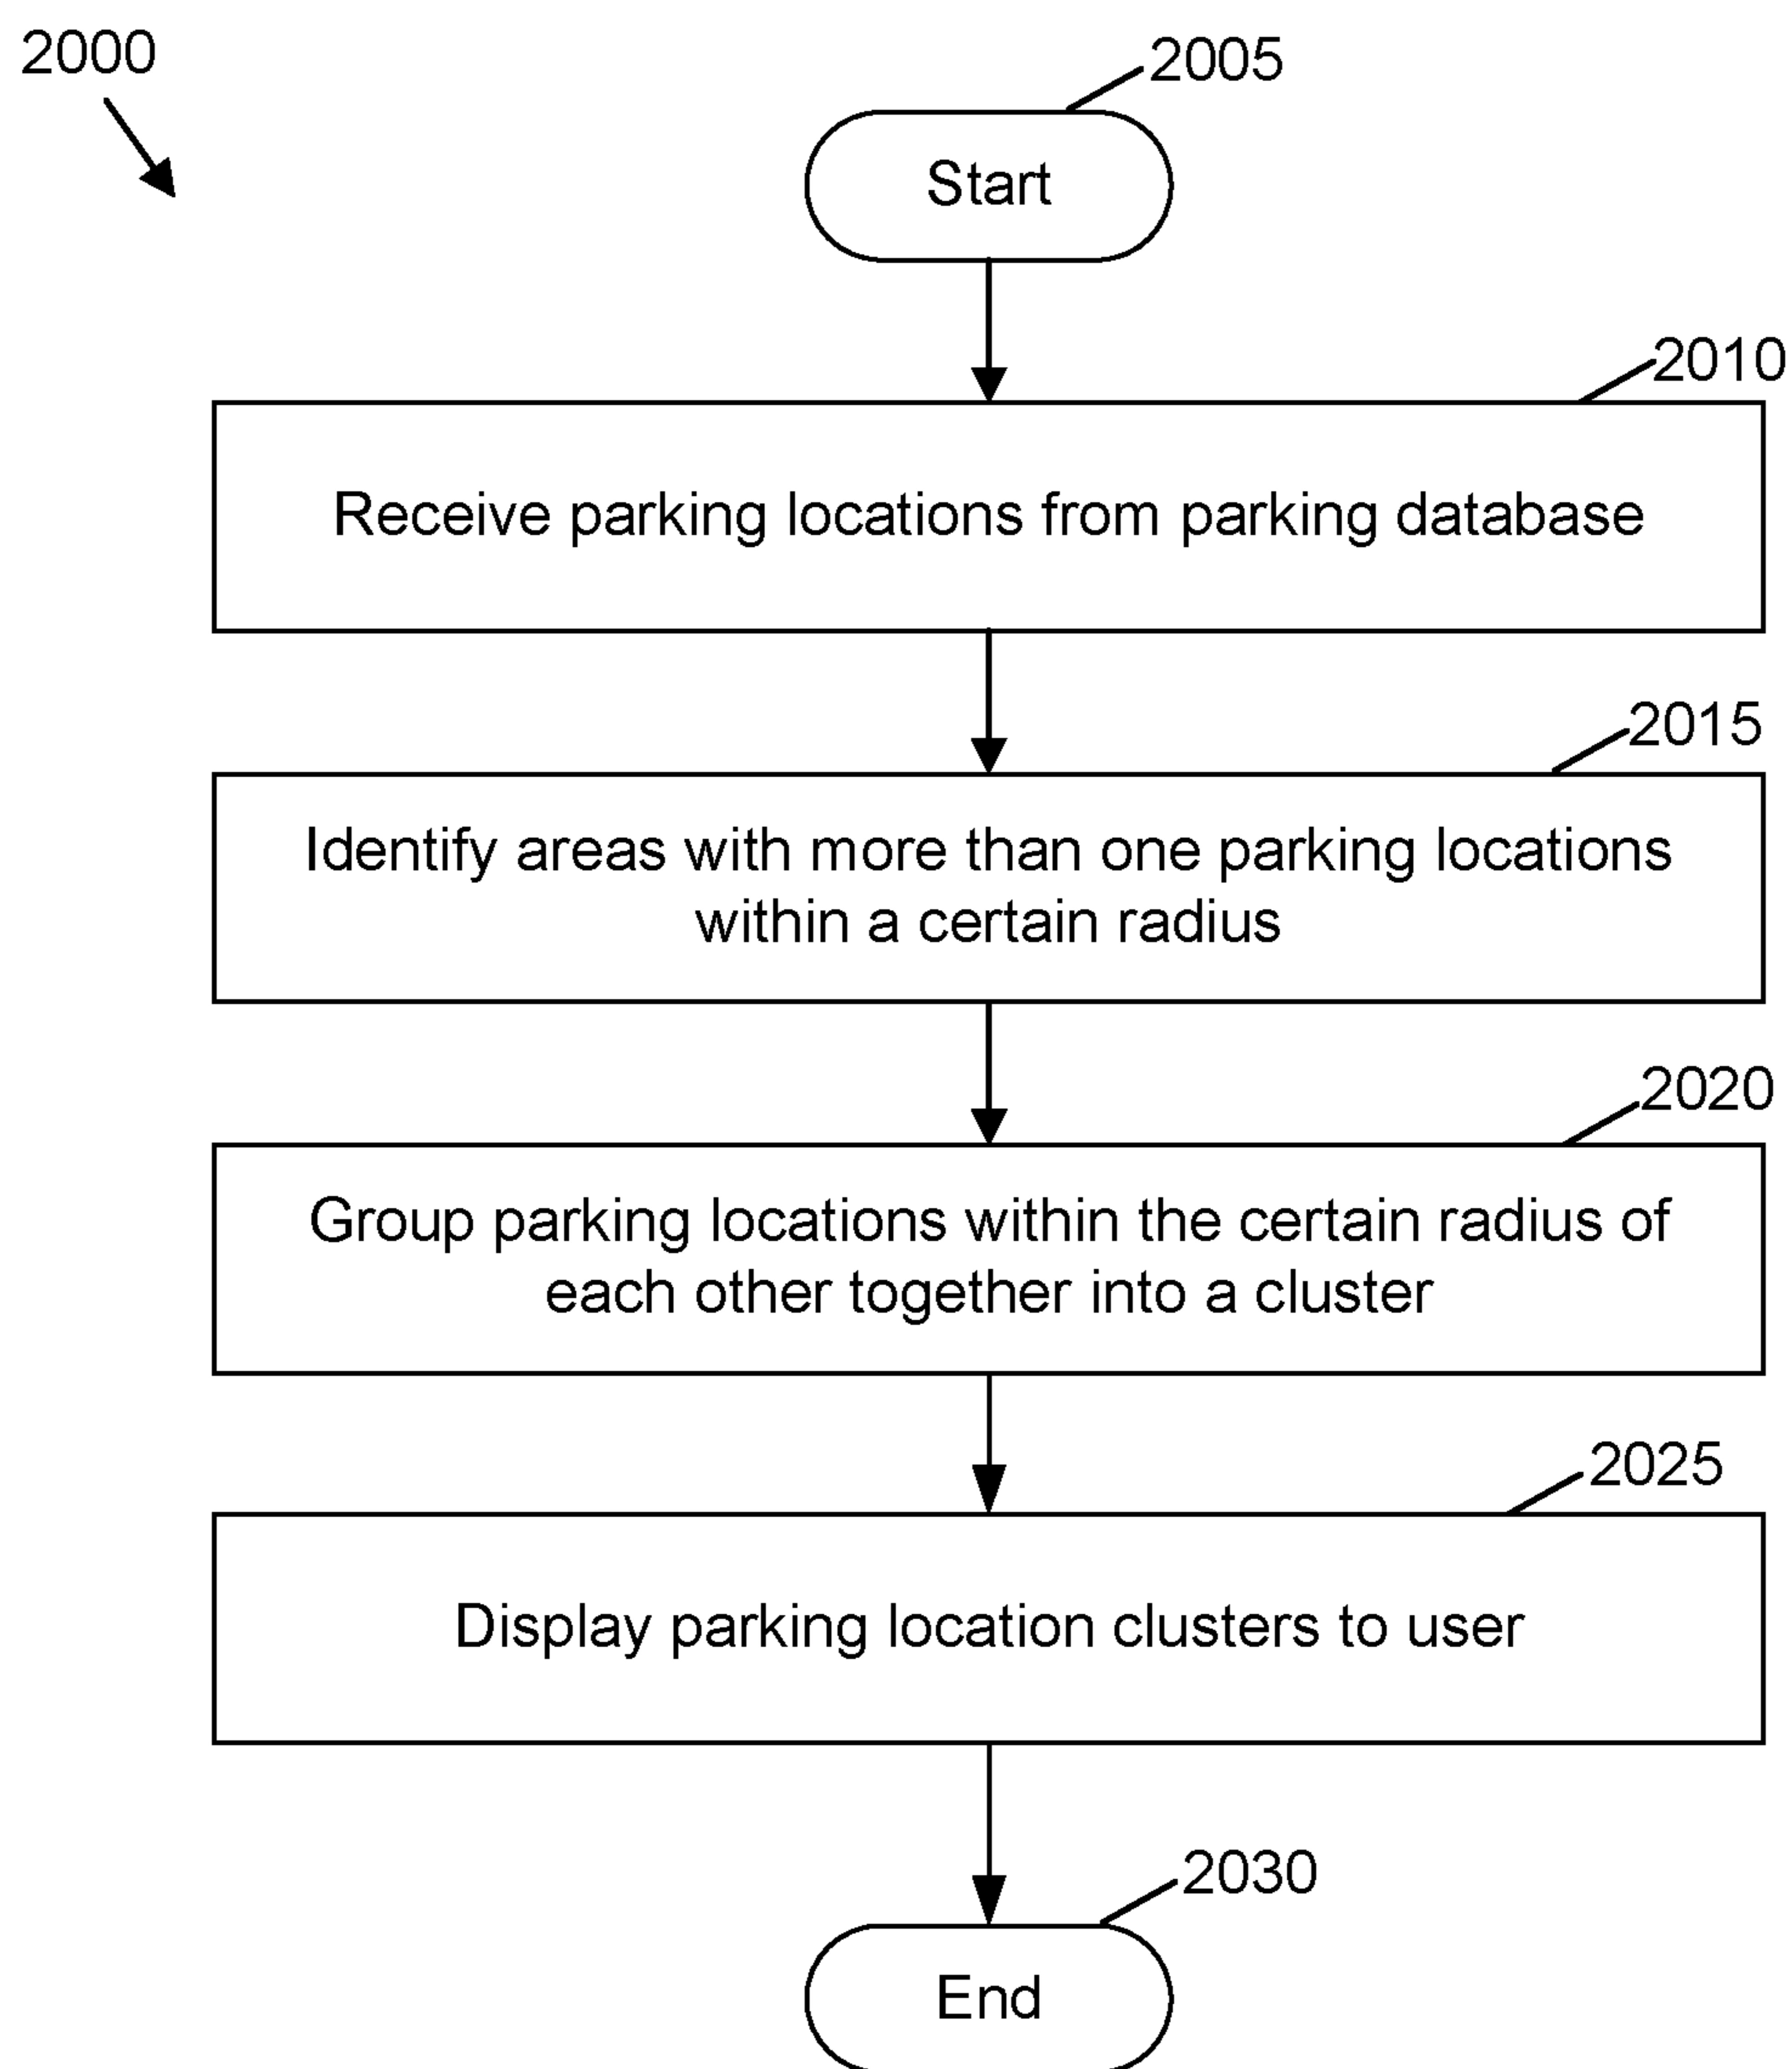 2000
2005
Start
2010
Receive parking locations from parking database
2015
Identify areas with more than one parking locations
within a certain radius
2020
Group parking locations within the certain radius of
each other together into a cluster
2025
Display parking location clusters to user
2030
End